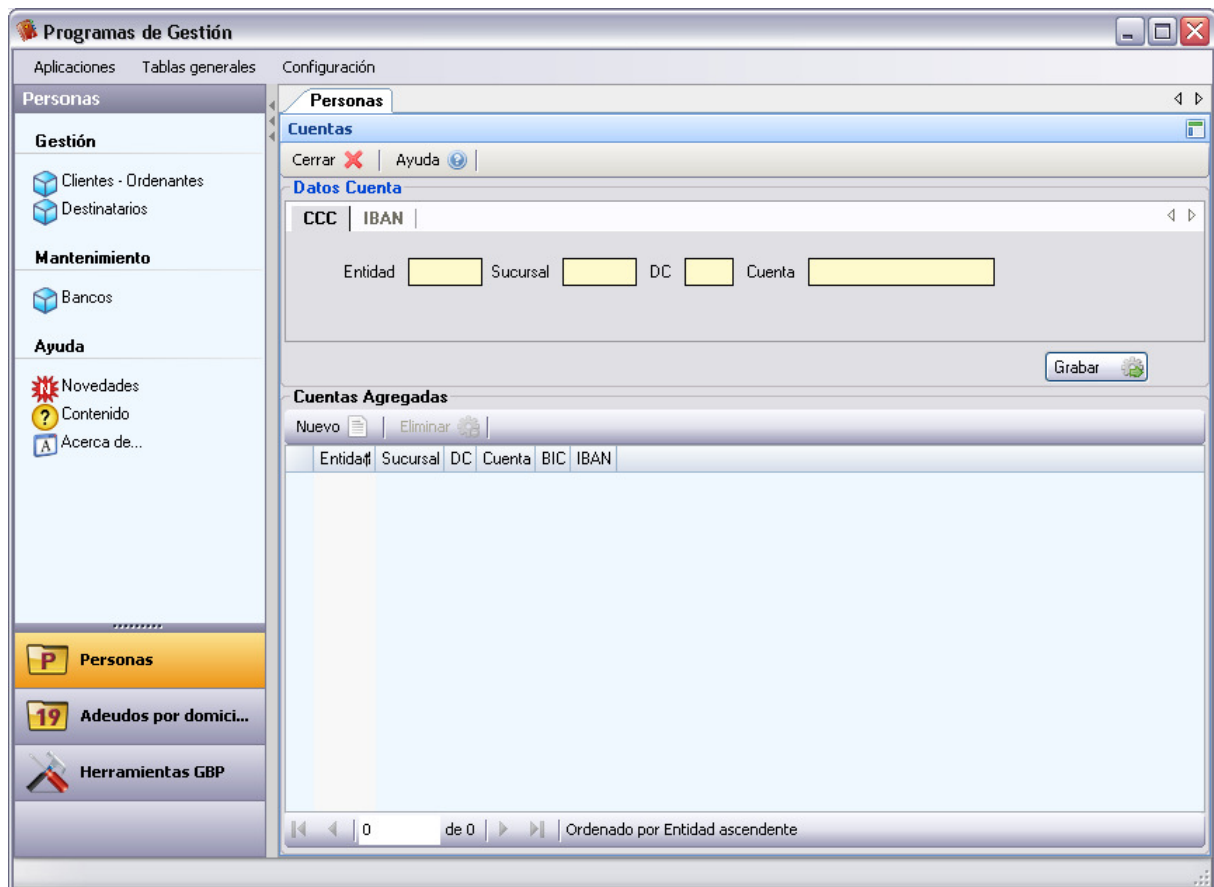 Programas de Gestión
Aplicaciones Tablas generales Configuración
Personas
Gestión
Clientes - Ordenantes
Destinatarios
Mantenimiento
Bancos
Ayuda
Novedades
Contenido
Acerca de...
P Personas
19 Adeudos por domici...
Herramientas GBP
Personas
Cuentas
Cerrar Ayuda
Datos Cuenta
CCC IBAN
Entidad Sucursal DC Cuenta
Grabar
Cuentas Agregadas
Nuevo Eliminar
Entidad Sucursal DC Cuenta BIC IBAN
0 de 0 Ordenado por Entidad ascendente